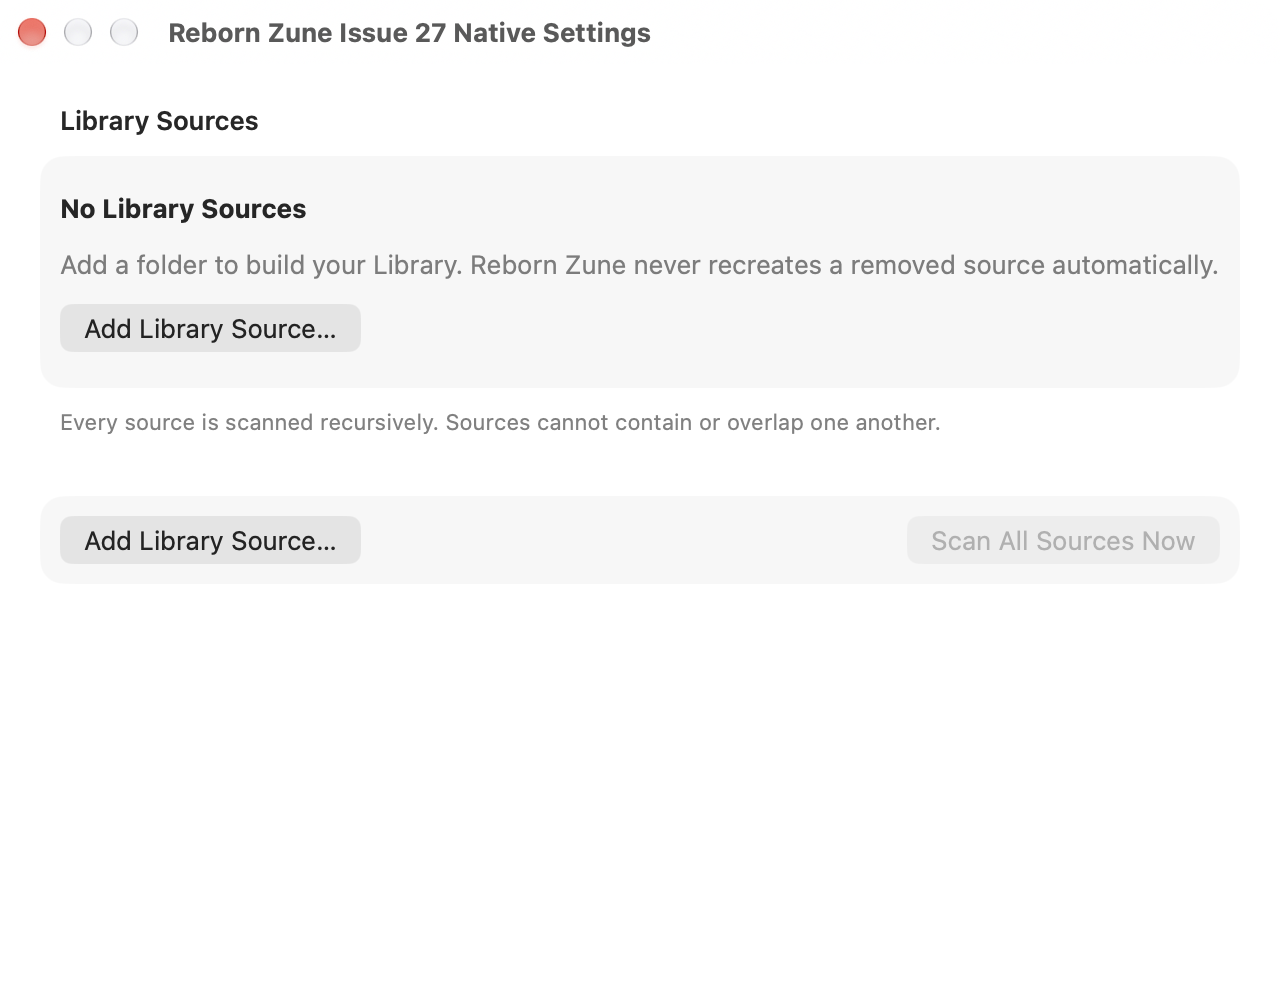 Reborn Zune Issue 27 Native Settings
Library Sources
No Library Sources
Add a folder to build your Library. Reborn Zune never recreates a removed source automatically.
Add Library Source...
Every source is scanned recursively. Sources cannot contain or overlap one another.
Add Library Source...
Scan All Sources Now